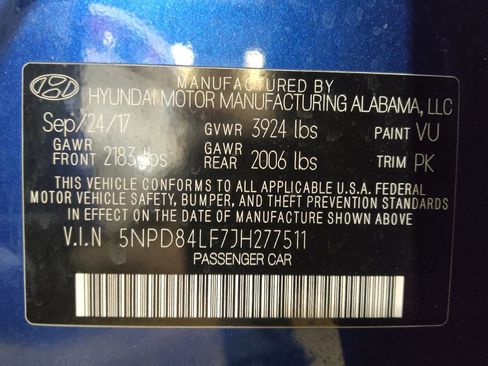 MANUFACTURED BY
HYUNDAI MOTOR MANUFACTURING ALABAMA, LLC
Sep/24/17 GVWR 3924 lbs PAINT VU
GAWR FRONT 2183 lbs GAWR REAR 2006 lbs TRIM PK
THIS VEHICLE CONFORMS TO ALL APPLICABLE U.S.A. FEDERAL
MOTOR VEHICLE SAFETY, BUMPER, AND THEFT PREVENTION STANDARDS
IN EFFECT ON THE DATE OF MANUFACTURE SHOWN ABOVE.
V.I.N 5NPD84LF7JH277511
PASSENGER CAR